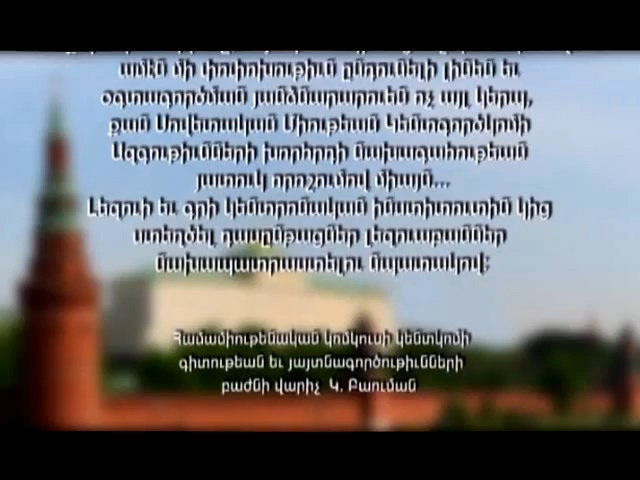 ամէն մի փոփոխութիւն ընդունելի լինեն եւ
օգտագործման յանձնարարուեն ոչ այլ կերպ,
քան Սովետական Միութեան Կենտգործկոմի
Ազգութիւնների խորհրդի նախագահութեան
յատուկ որոշումով միայն...
Լեզուի եւ գրի կենտրոնական ինստիտուտին կից
ստեղծել դասընթացներ լեզուաբաններ
նախապատրաստելու նպատակով:
Համամիութենական կոմկուսի կենտկոմի
գիտութեան եւ յայտնագործութիւնների
բաժնի վարիչ Կ. Բաուման